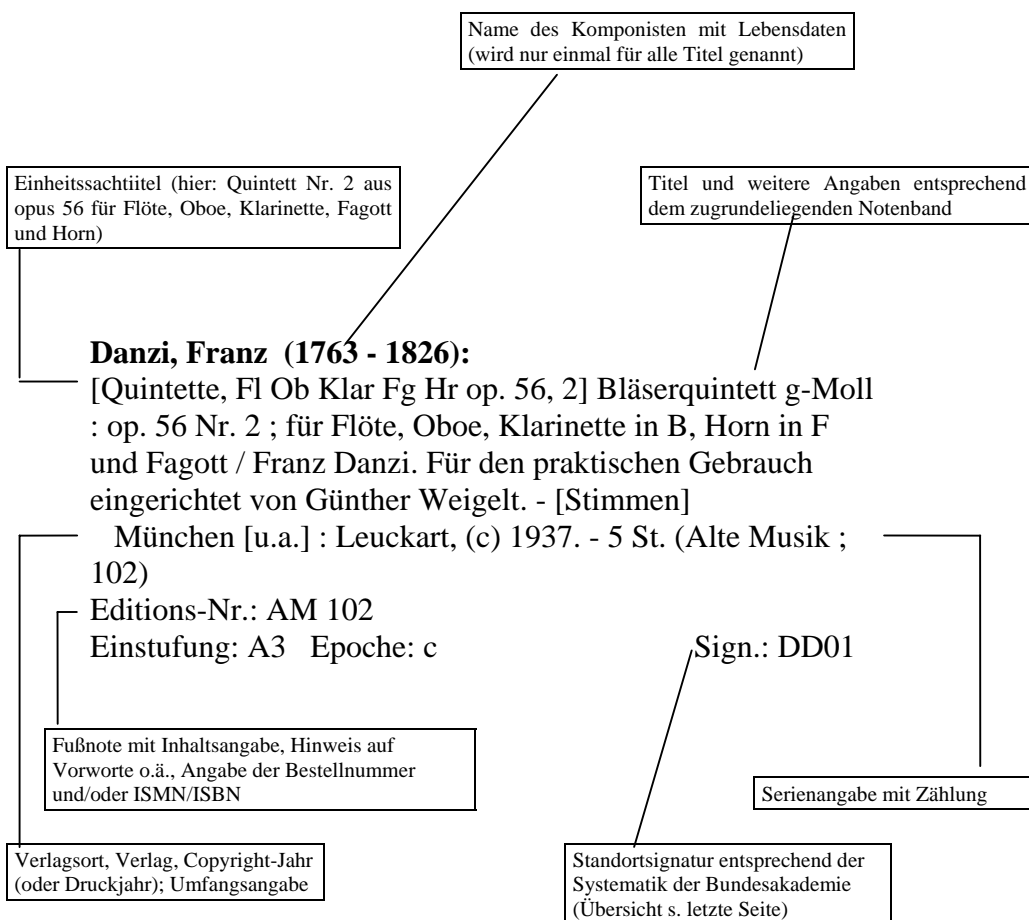 Name des Komponisten mit Lebensdaten
(wird nur einmal für alle Titel genannt)
Einheitssachtiitel (hier: Quintett Nr. 2 aus
opus 56 für Flöte, Oboe, Klarinette, Fagott
und Horn)
Titel und weitere Angaben entsprechend
dem zugrundeliegenden Notenband
Danzi, Franz (1763 - 1826):
[Quintette, Fl Ob Klar Fg Hr op. 56, 2] Bläserquintett g-Moll
: op. 56 Nr. 2 ; für Flöte, Oboe, Klarinette in B, Horn in F
und Fagott / Franz Danzi. Für den praktischen Gebrauch
eingerichtet von Günther Weigelt. - [Stimmen]
München [u.a.] : Leuckart, (c) 1937. - 5 St. (Alte Musik ;
102)
Editions-Nr.: AM 102
Einstufung: A3 Epoche: c Sign.: DD01
Fußnote mit Inhaltsangabe, Hinweis auf
Vorworte o.ä., Angabe der Bestellnummer
und/oder ISMN/ISBN
Serienangabe mit Zählung
Verlagsort, Verlag, Copyright-Jahr
(oder Druckjahr); Umfangsangabe
Standortsignatur entsprechend der
Systematik der Bundesakademie
(Übersicht s. letzte Seite)